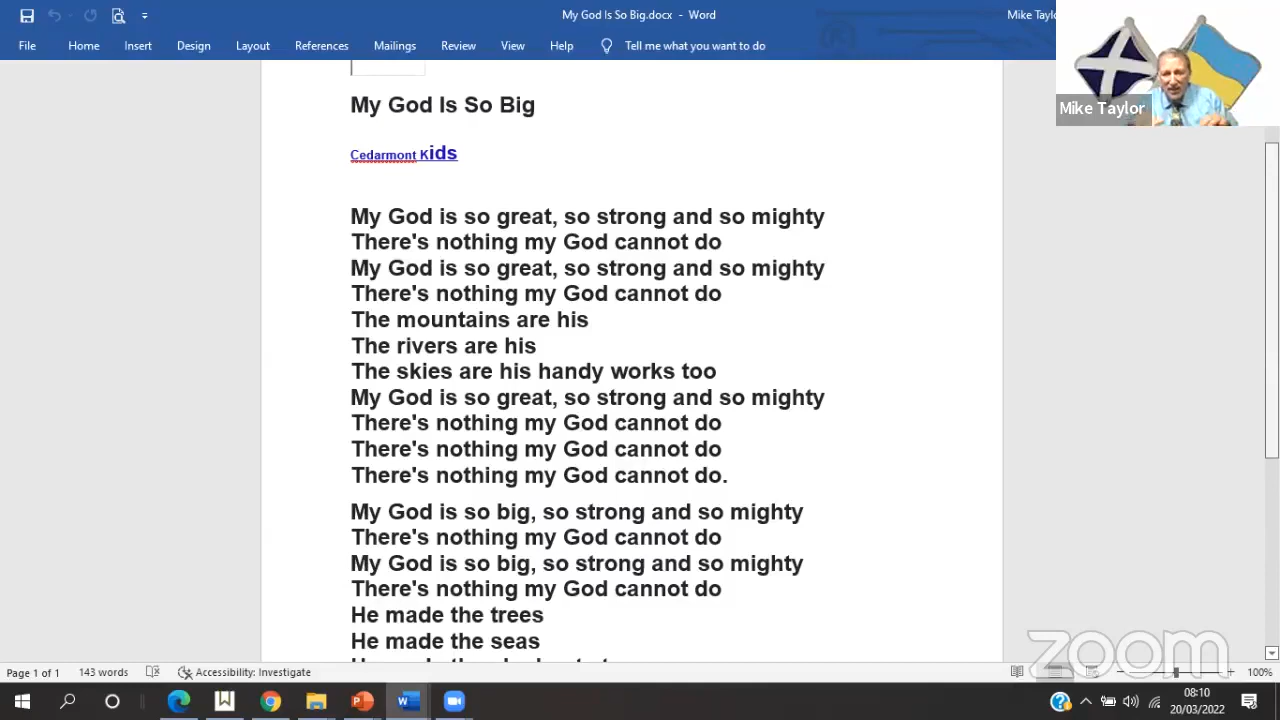 My God Is So Big.docx - Word
Mike Taylo
File Home Insert Design Layout References Mailings Review View Help Tell me what you want to do
Mike Taylor
My God Is So Big
Cedarmont Kids
My God is so great, so strong and so mighty
There's nothing my God cannot do
My God is so great, so strong and so mighty
There's nothing my God cannot do
The mountains are his
The rivers are his
The skies are his handy works too
My God is so great, so strong and so mighty
There's nothing my God cannot do
There's nothing my God cannot do
There's nothing my God cannot do.
My God is so big, so strong and so mighty
There's nothing my God cannot do
My God is so big, so strong and so mighty
There's nothing my God cannot do
He made the trees
He made the seas
zoom
Page 1 of 1 143 words Accessibility: Investigate 100%
08:10
20/03/2022